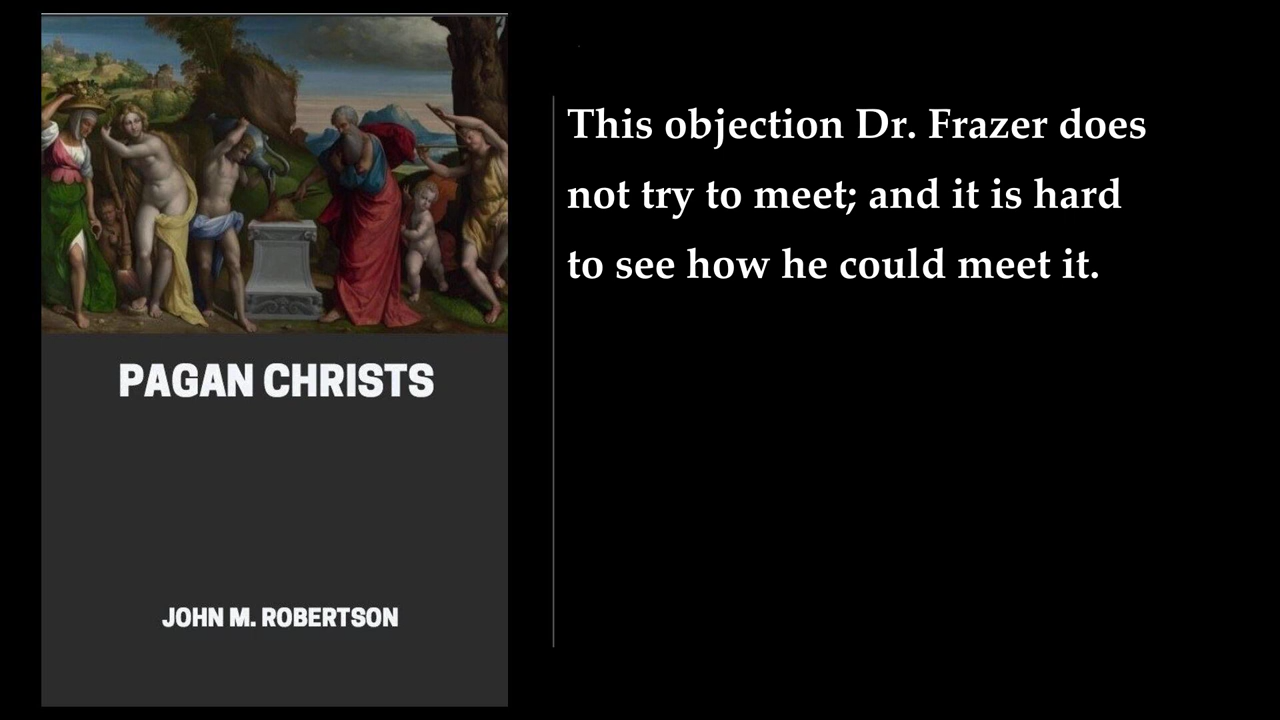 PAGAN CHRISTS
JOHN M. ROBERTSON
This objection Dr. Frazer does
not try to meet; and it is hard
to see how he could meet it.